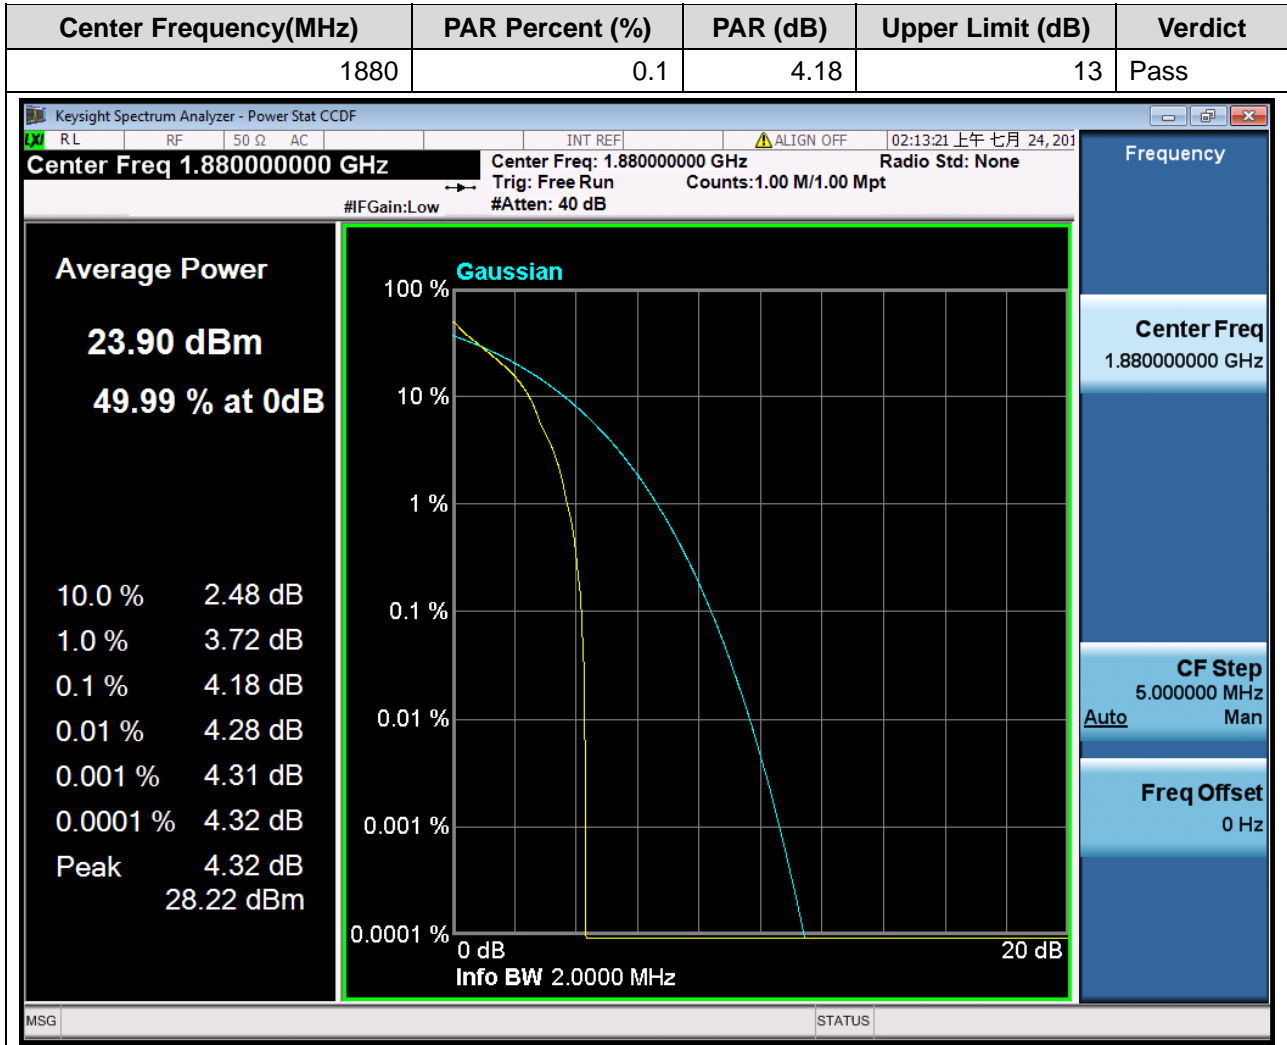 Center Frequency(MHz) PAR Percent (%) PAR (dB) Upper Limit (dB) Verdict
1880 0.1 4.18 13 Pass
Keysight Spectrum Analyzer - Power Stat CCDF
LXI RL RF 50 Ω AC INT REF ALIGN OFF 02:13:21 上午 七月 24, 201
Center Freq 1.880000000 GHz
Center Freq: 1.880000000 GHz Radio Std: None
Trig: Free Run Counts:1.00 M/1.00 Mpt
#IFGain:Low #Atten: 40 dB
Average Power
23.90 dBm
49.99 % at 0dB
10.0 % 2.48 dB
1.0 % 3.72 dB
0.1 % 4.18 dB
0.01 % 4.28 dB
0.001 % 4.31 dB
0.0001 % 4.32 dB
Peak 4.32 dB
28.22 dBm
Gaussian
100 %
10 %
1 %
0.1 %
0.01 %
0.001 %
0.0001 %
0 dB 20 dB
Info BW 2.0000 MHz
Frequency
Center Freq
1.880000000 GHz
CF Step
5.000000 MHz
Auto Man
Freq Offset
0 Hz
MSG STATUS